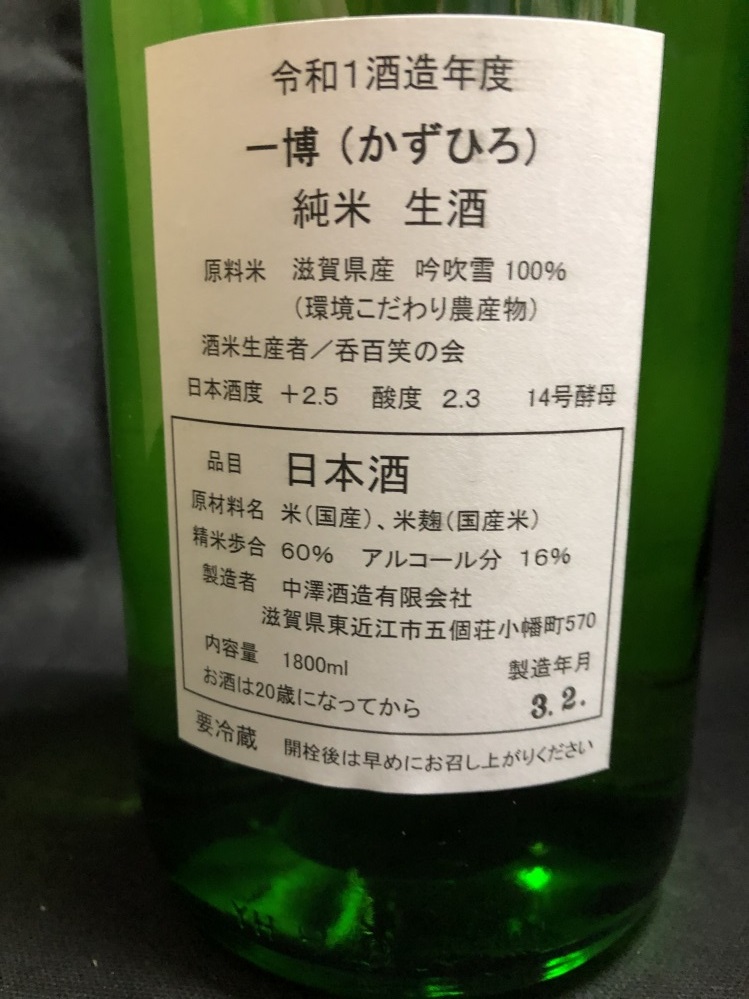 令和1酒造年度
一博(かずひろ)
純米 生酒
原料米 滋賀県産 吟吹雪 100%
(環境こだわり農産物)
酒米生産者／呑百笑の会
日本酒度 +2.5 酸度 2.3 14号酵母
品目 日本酒
原材料名 米(国産)、米麹(国産米)
精米歩合 60% アルコール分 16%
製造者 中澤酒造有限会社
滋賀県東近江市五個荘小幡町570
内容量 1800ml 製造年月
お酒は20歳になってから 3.2.
要冷蔵 開栓後は早めにお召し上がりください